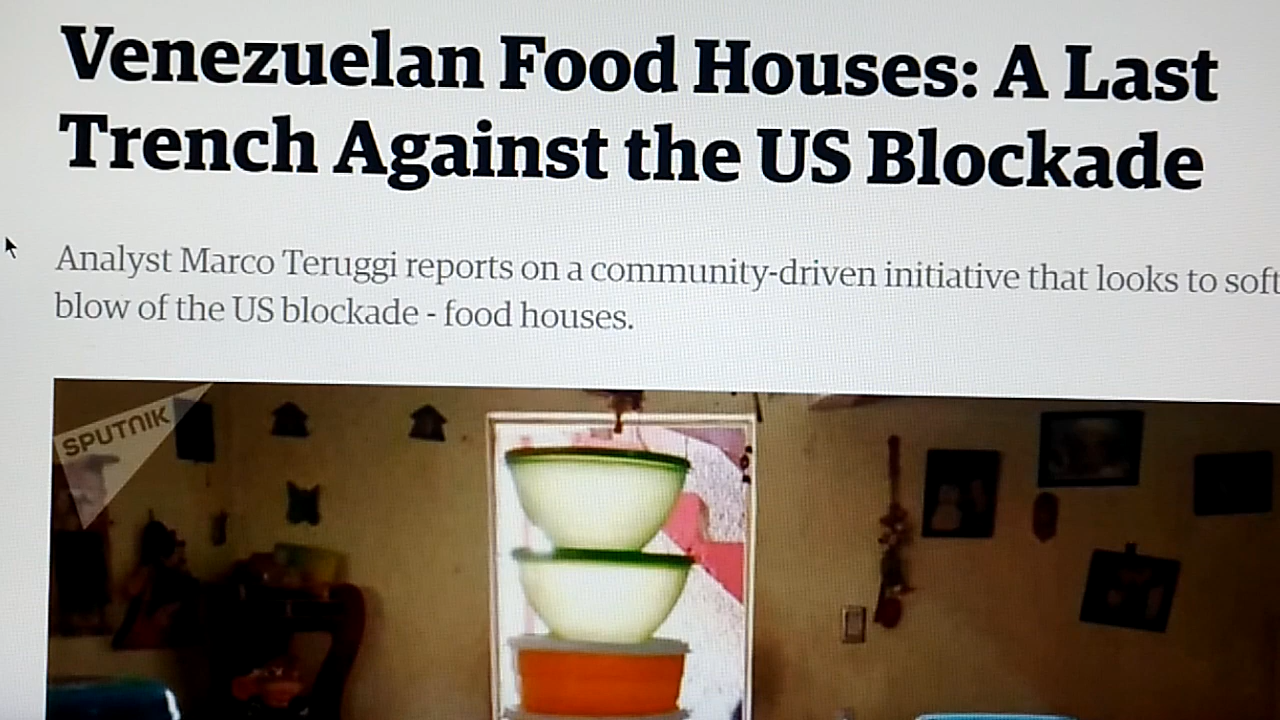 Venezuelan Food Houses: A Last
Trench Against the US Blockade
Analyst Marco Teruggi reports on a community-driven initiative that looks to soft
blow of the US blockade - food houses.
SPUTNIK